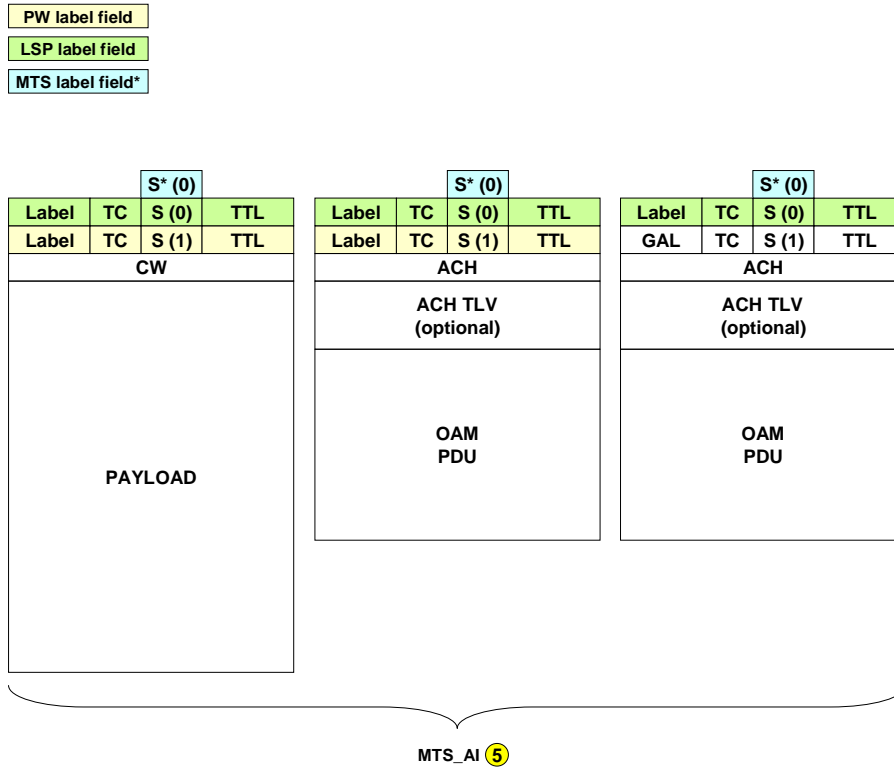 PW label field
LSP label field
MTS label field*
S* (0) S* (0) S* (0)
Label TC S (0) TTL Label TC S (0) TTL Label TC S (0) TTL
Label TC S (1) TTL Label TC S (1) TTL GAL TC S (1) TTL
CW ACH ACH
ACH TLV ACH TLV
(optional) (optional)
OAM OAM
PDU PDU
PAYLOAD
MTS_AI 5